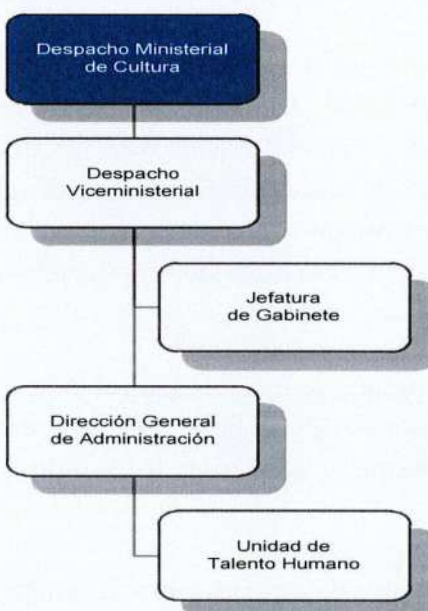 Despacho Ministerial
de Cultura
Despacho
Viceministerial
Jefatura
de Gabinete
Dirección General
de Administración
Unidad de
Talento Humano